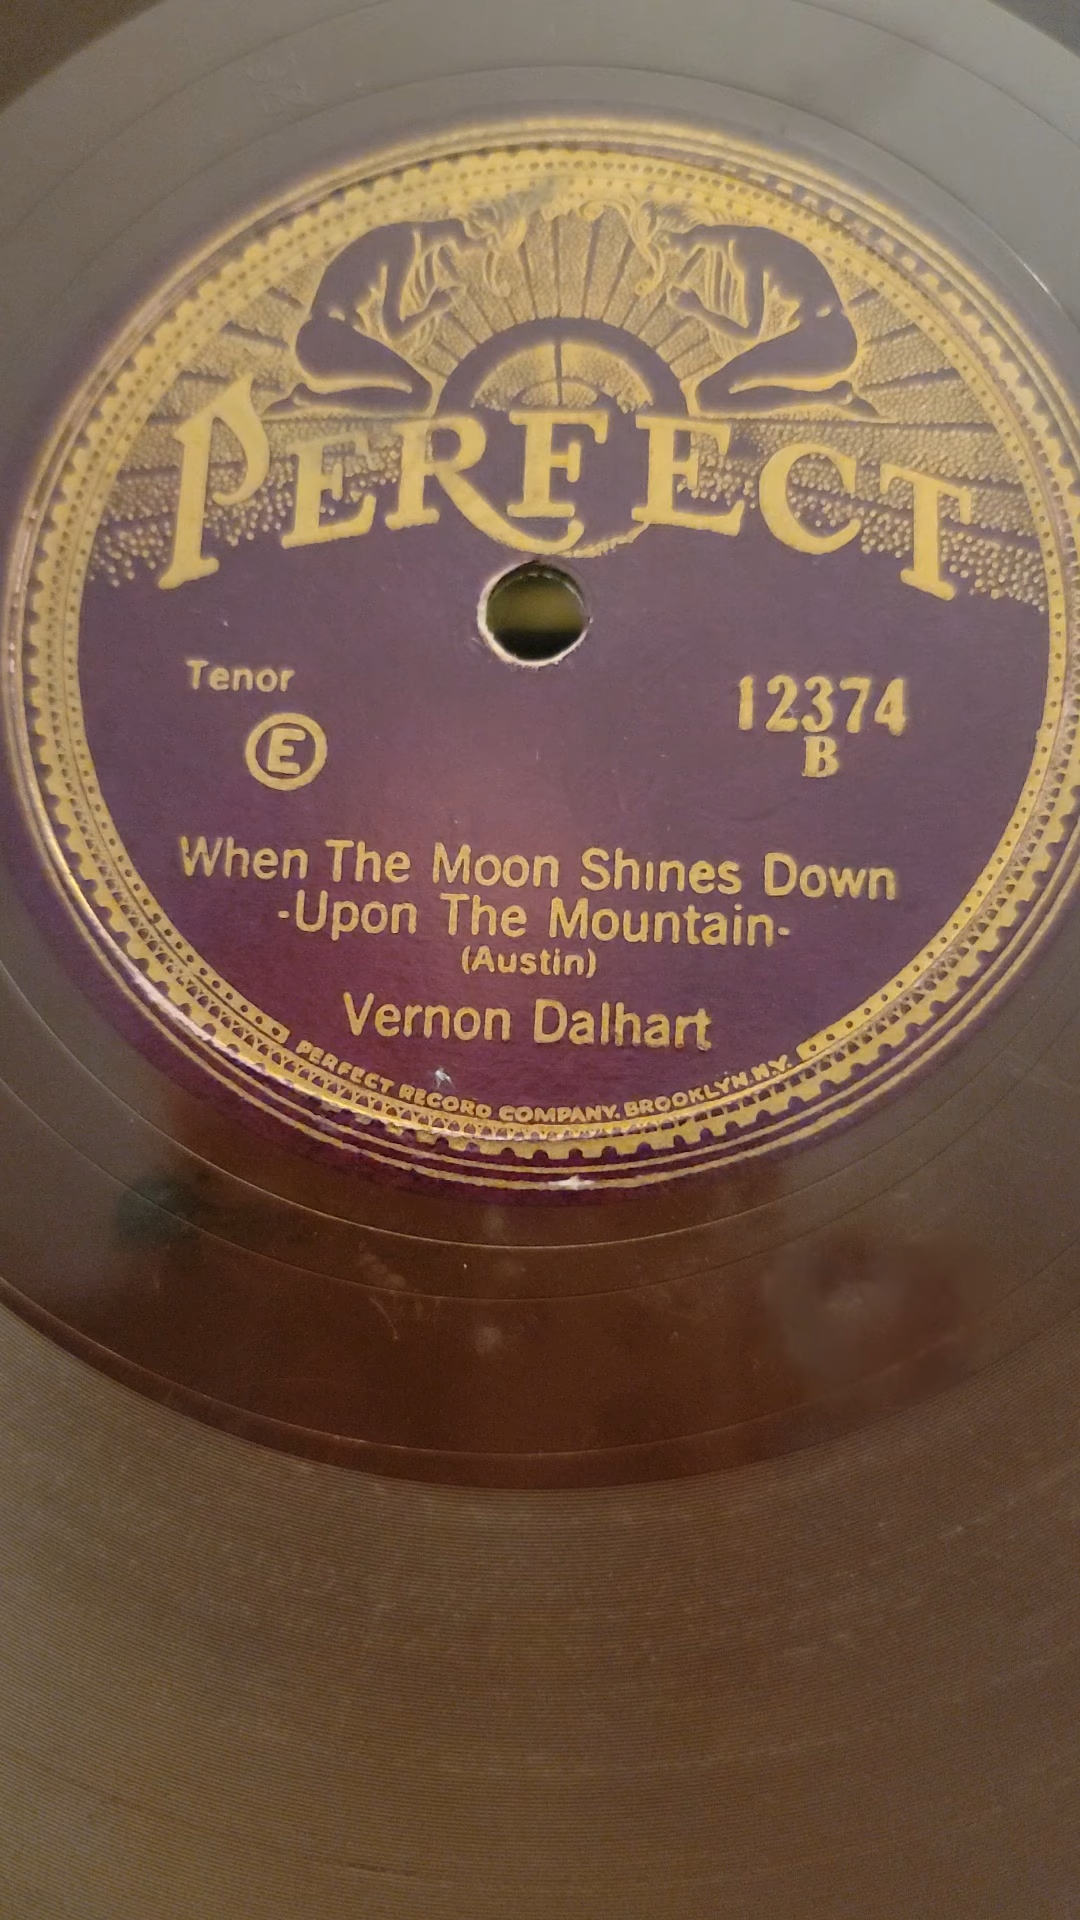 PERFECT
Tenor
E
12374
B
When The Moon Shines Down
-Upon The Mountain-
(Austin)
Vernon Dalhart
PERFECT RECORD COMPANY. BROOKLYN.N.Y.